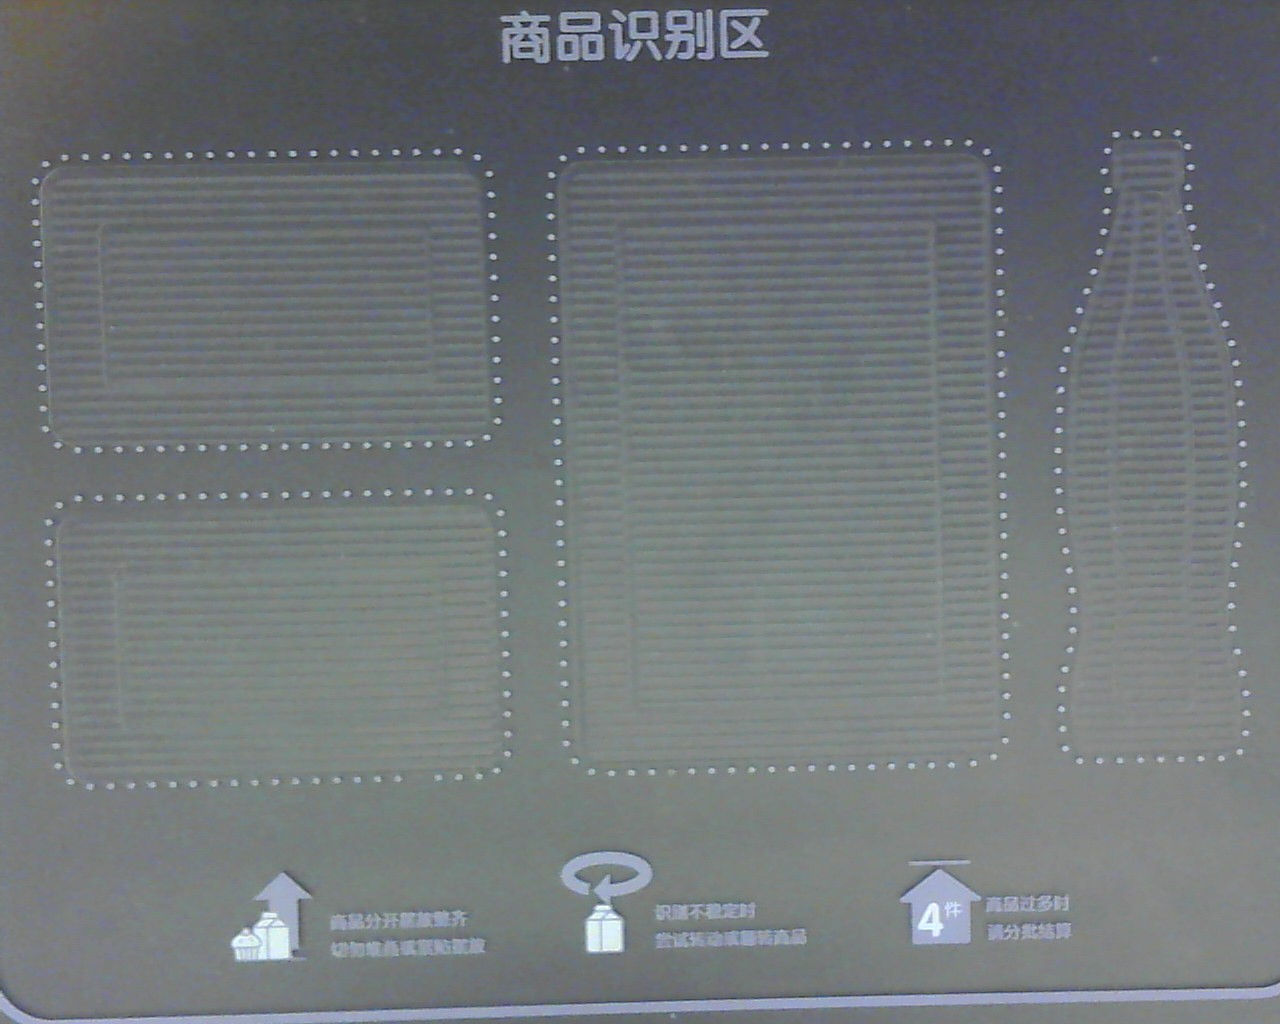 商品识别区
商品分开摆放整齐
切勿堆叠或紧贴摆放
识别不稳定时
尝试转动或翻转商品
4件
商品过多时
请分批结算